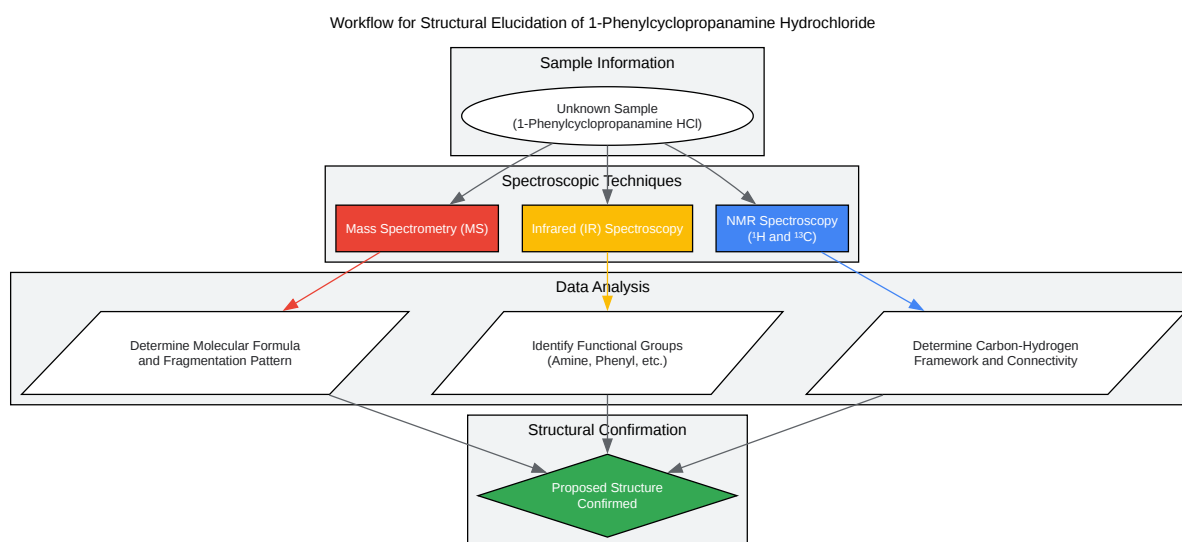 Workflow for Structural Elucidation of 1-Phenylcyclopropanamine Hydrochloride
Sample Information
Unknown Sample
(1-Phenylcyclopropanamine HCl)
Spectroscopic Techniques
Mass Spectrometry (MS)
Infrared (IR) Spectroscopy
NMR Spectroscopy
(¹H and ¹³C)
Data Analysis
Determine Molecular Formula
and Fragmentation Pattern
Identify Functional Groups
(Amine, Phenyl, etc.)
Determine Carbon-Hydrogen
Framework and Connectivity
Structural Confirmation
Proposed Structure
Confirmed